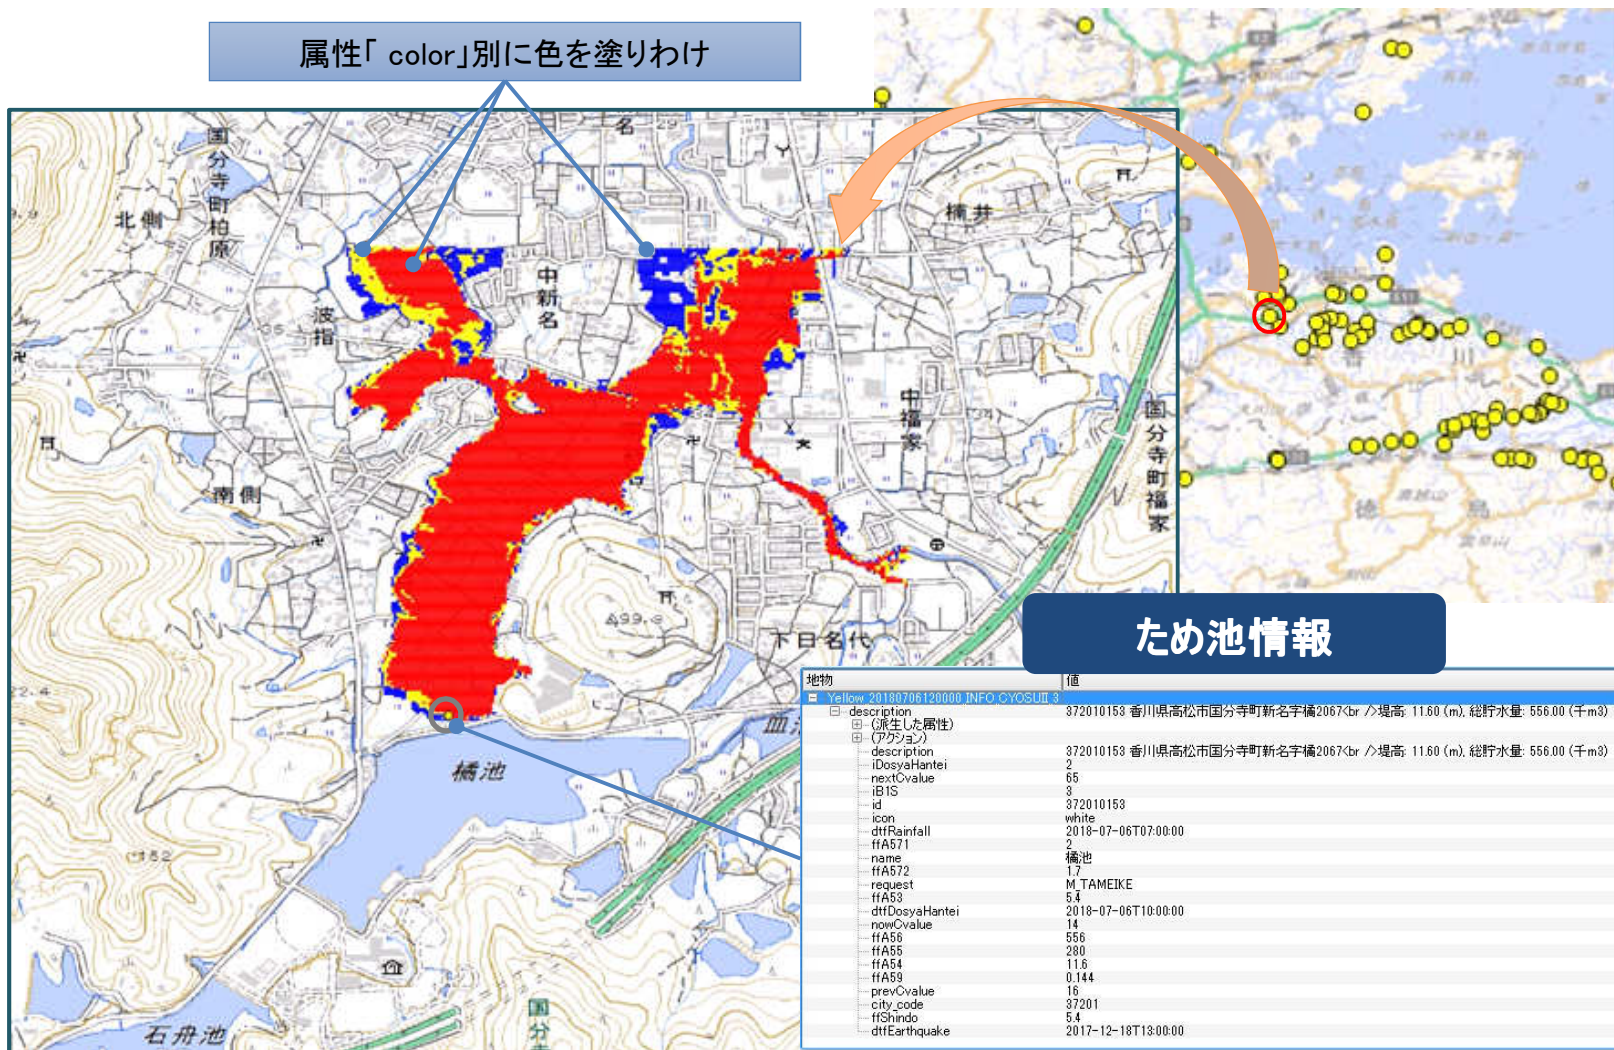 属性「 color」別に色を塗りわけ
国分寺町柏原
北側
名
29
楠井
中新名
波指
中福家
国分寺町福家
南側
下日名代
152
橘池
皿
石舟池
国分
徳 島
ため池情報
地物 値
Yellow_20180706120000_INFO_CYOSUII_3
description 372010153 香川県高松市国分寺町新名字橘2067<br />堤高: 11.60 (m), 総貯水量: 556.00 (千m3)
(派生した属性)
(アクション)
description 372010153 香川県高松市国分寺町新名字橘2067<br />堤高: 11.60 (m), 総貯水量: 556.00 (千m3)
iDosyaHantei 2
nextCvalue 65
iB1S 3
id 372010153
icon white
dtfRainfall 2018-07-06T07:00:00
ffA571 2
name 橘池
ffA572 1.7
request M_TAMEIKE
ffA53 5.4
dtfDosyaHantei 2018-07-06T10:00:00
nowCvalue 14
ffA56 556
ffA55 280
ffA54 11.6
ffA59 0.144
prevCvalue 16
city_code 37201
ffShindo 5.4
dtfEarthquake 2017-12-18T13:00:00